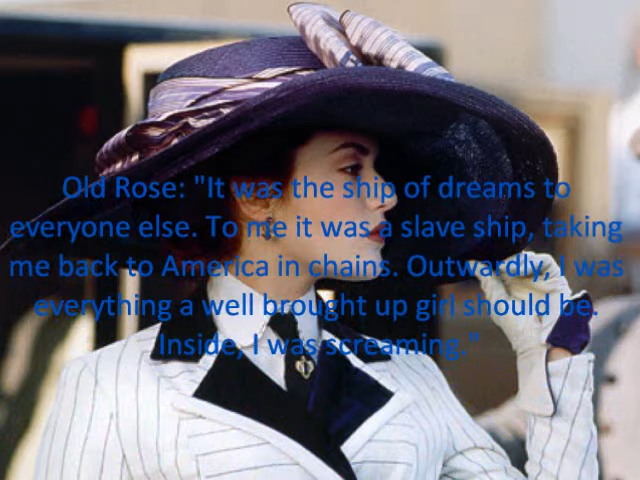 Old Rose: "It was the ship of dreams to
everyone else. To me it was a slave ship, taking
me back to America in chains. Outwardly, I was
everything a well brought up girl should be.
Inside, I was screaming."